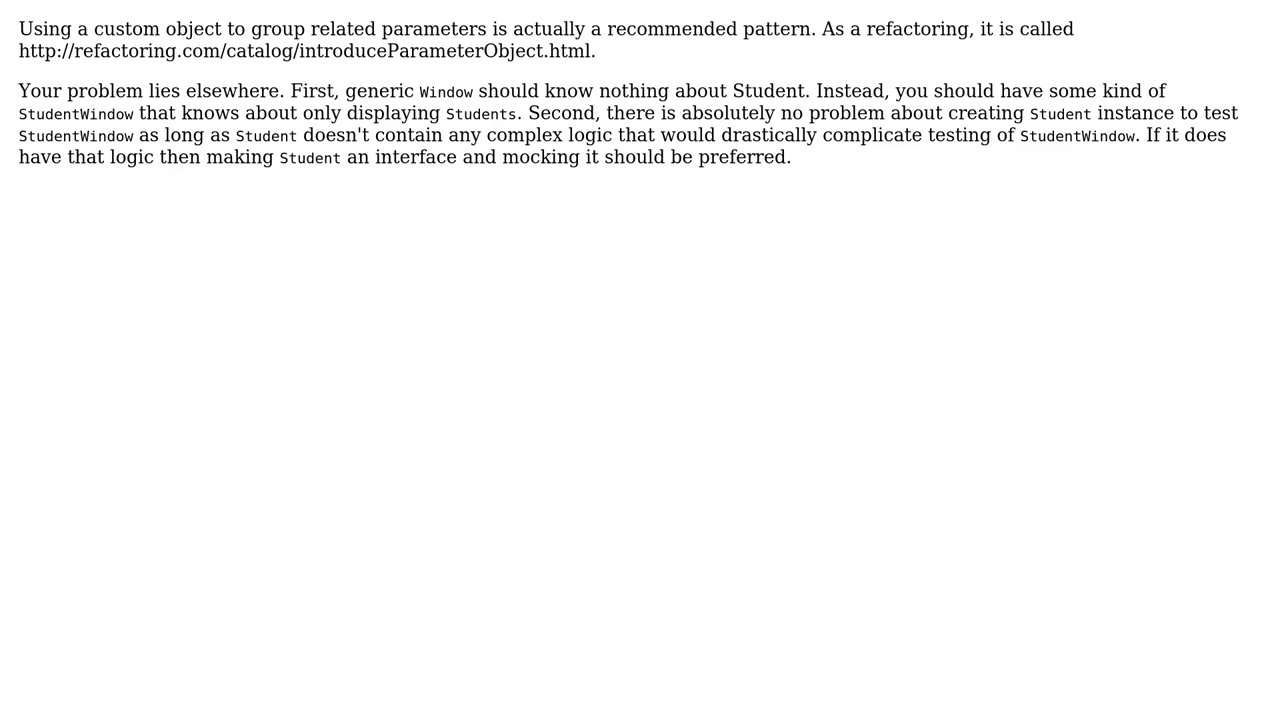 Using a custom object to group related parameters is actually a recommended pattern. As a refactoring, it is called
http://refactoring.com/catalog/introduceParameterObject.html.
Your problem lies elsewhere. First, generic Window should know nothing about Student. Instead, you should have some kind of
StudentWindow that knows about only displaying Students. Second, there is absolutely no problem about creating Student instance to test
StudentWindow as long as Student doesn't contain any complex logic that would drastically complicate testing of StudentWindow. If it does
have that logic then making Student an interface and mocking it should be preferred.